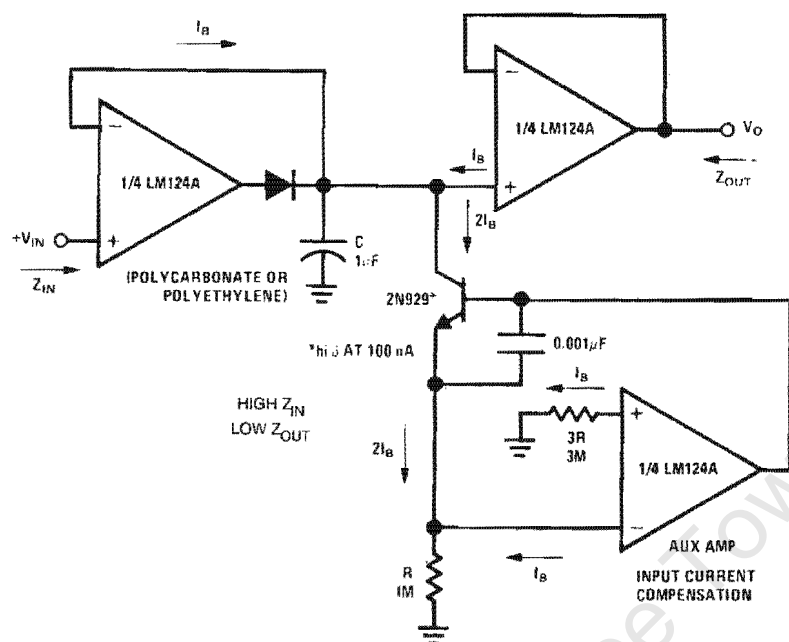 I_B
1/4 LM124A
+V_IN
Z_IN
C
1μF
(POLYCARBONATE OR
POLYETHYLENE)
1/4 LM124A
V_O
Z_OUT
I_B
2I_B
2N929*
AT 100 nA
0.001μF
HIGH Z_IN
LOW Z_OUT
2I_B
I_B
3R
3M
1/4 LM124A
AUX AMP
INPUT CURRENT
COMPENSATION
I_B
R
1M